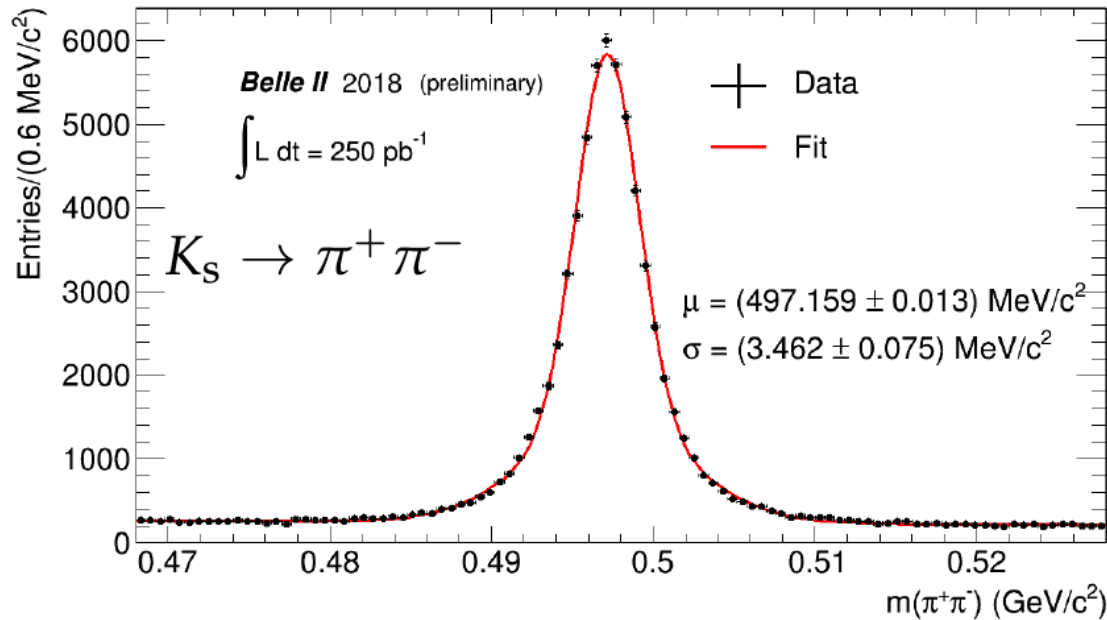 Entries/(0.6 MeV/c²)
6000
5000
4000
3000
2000
1000
0
Belle II 2018 (preliminary)
∫ L dt = 250 pb⁻¹
Kₛ → π⁺π⁻
Data
Fit
μ = (497.159 ± 0.013) MeV/c²
σ = (3.462 ± 0.075) MeV/c²
0.47 0.48 0.49 0.5 0.51 0.52
m(π⁺π⁻) (GeV/c²)